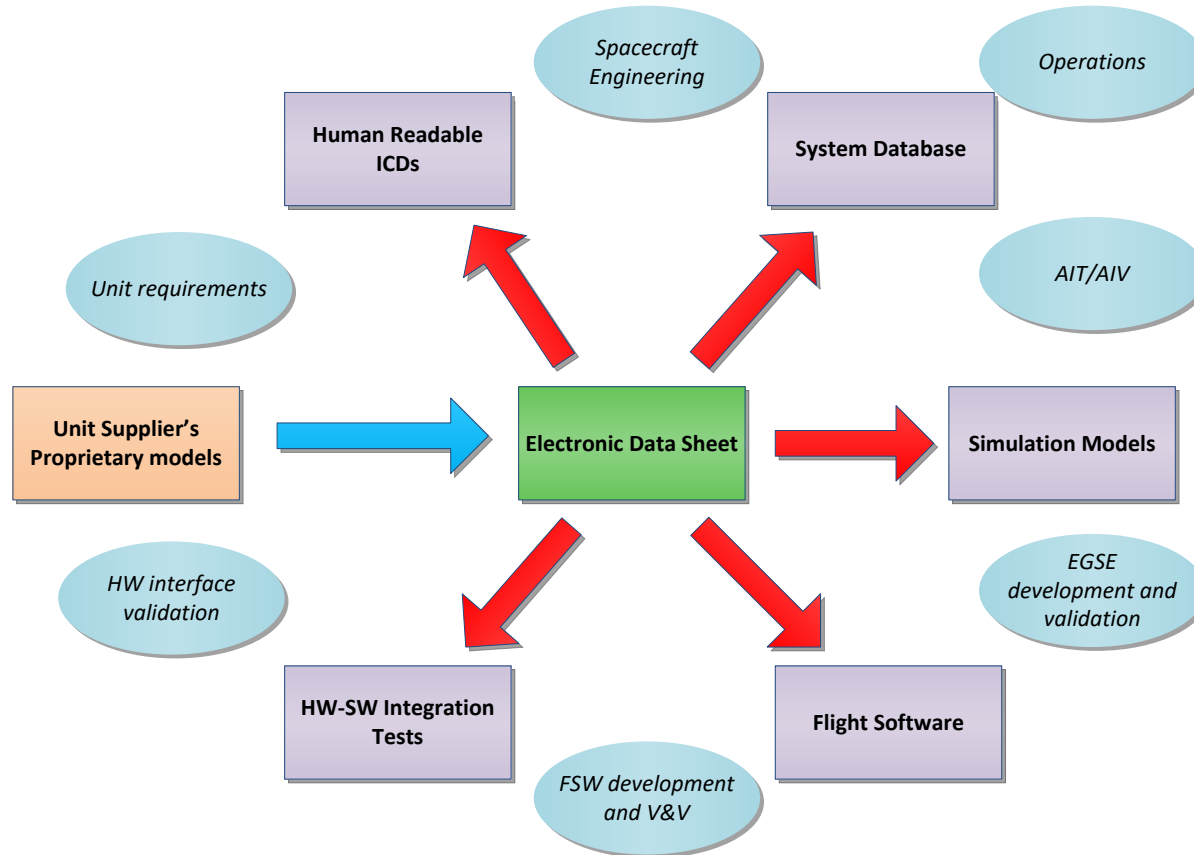 Spacecraft
Engineering
Operations
Human Readable
ICDs
System Database
Unit requirements
AIT/AIV
Unit Supplier’s
Proprietary models
Electronic Data Sheet
Simulation Models
HW interface
validation
EGSE
development and
validation
HW-SW Integration
Tests
Flight Software
FSW development
and V&V